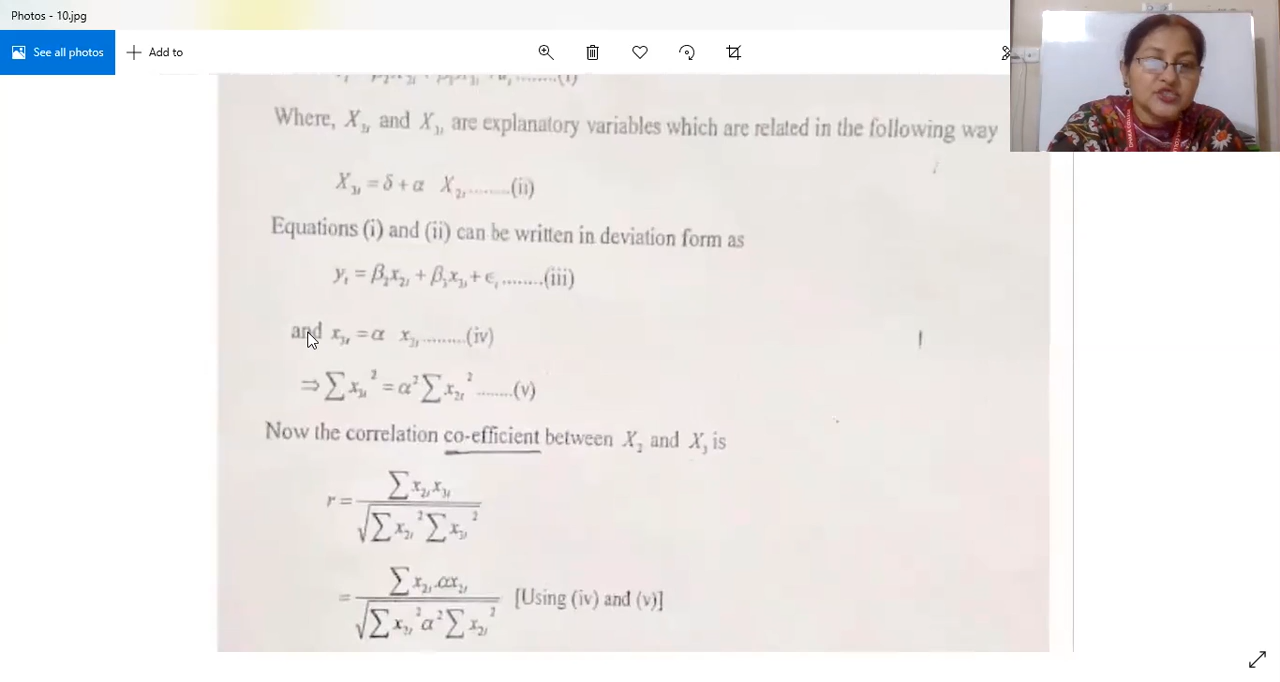 Photos - 10.jpg
See all photos
Add to
Where, X₃ᵢ and X₃ᵢ are explanatory variables which are related in the following way
X₃ᵢ = δ + α X₂ᵢ ........(ii)
Equations (i) and (ii) can be written in deviation form as
yᵢ = β₂x₂ᵢ + β₃x₃ᵢ + ϵᵢ ........(iii)
and x₃ᵢ = α x₂ᵢ .........(iv)
⇒ ∑x₃ᵢ² = α²∑x₂ᵢ² .......(v)
Now the correlation co-efficient between X₂ and X₃ is
r = ∑x₂ᵢx₃ᵢ / √(∑x₂ᵢ²∑x₃ᵢ²)
= ∑x₂ᵢ.αx₂ᵢ / √(∑x₂ᵢ²α²∑x₂ᵢ²) [Using (iv) and (v)]